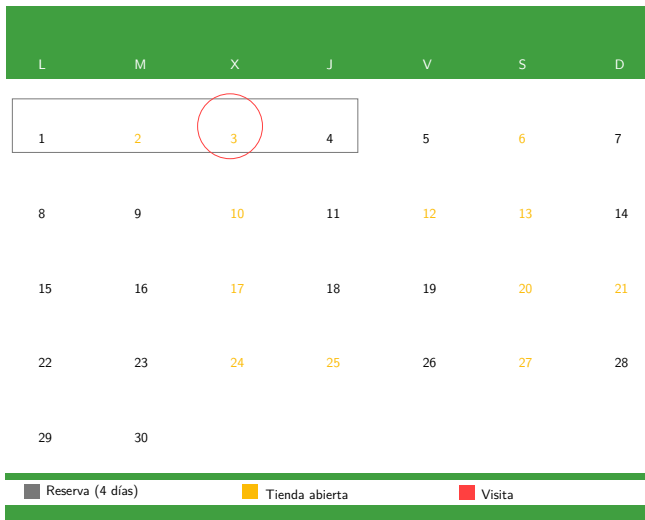 L M X J V S D
1 2 3 4 5 6 7
8 9 10 11 12 13 14
15 16 17 18 19 20 21
22 23 24 25 26 27 28
29 30
Reserva (4 días) Tienda abierta Visita